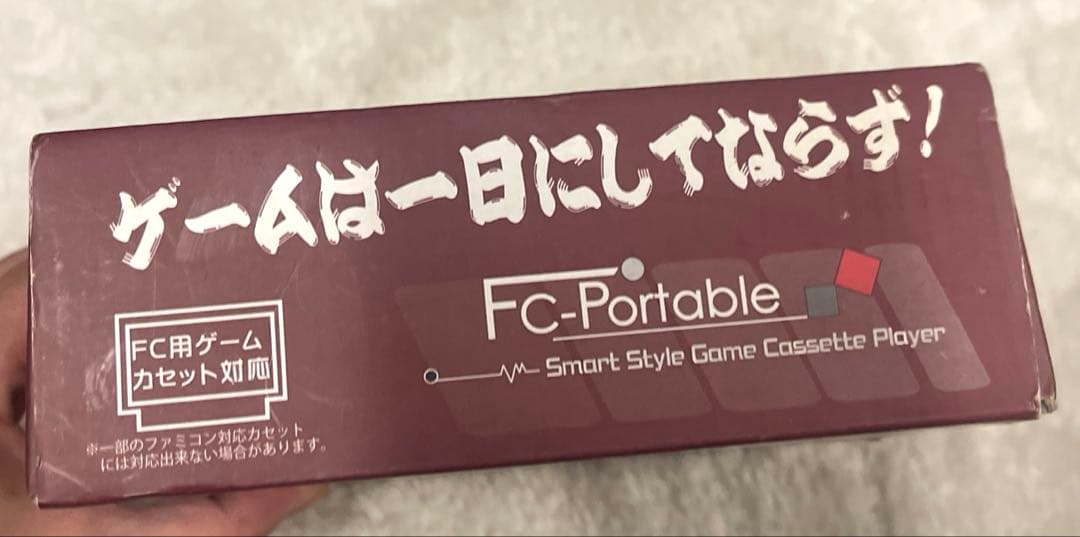 ゲームは一日にしてならず!
FC-Portable
Smart Style Game Cassette Player
FC用ゲーム
カセット対応
※一部のファミコン対応カセット
には対応出来ない場合があります。